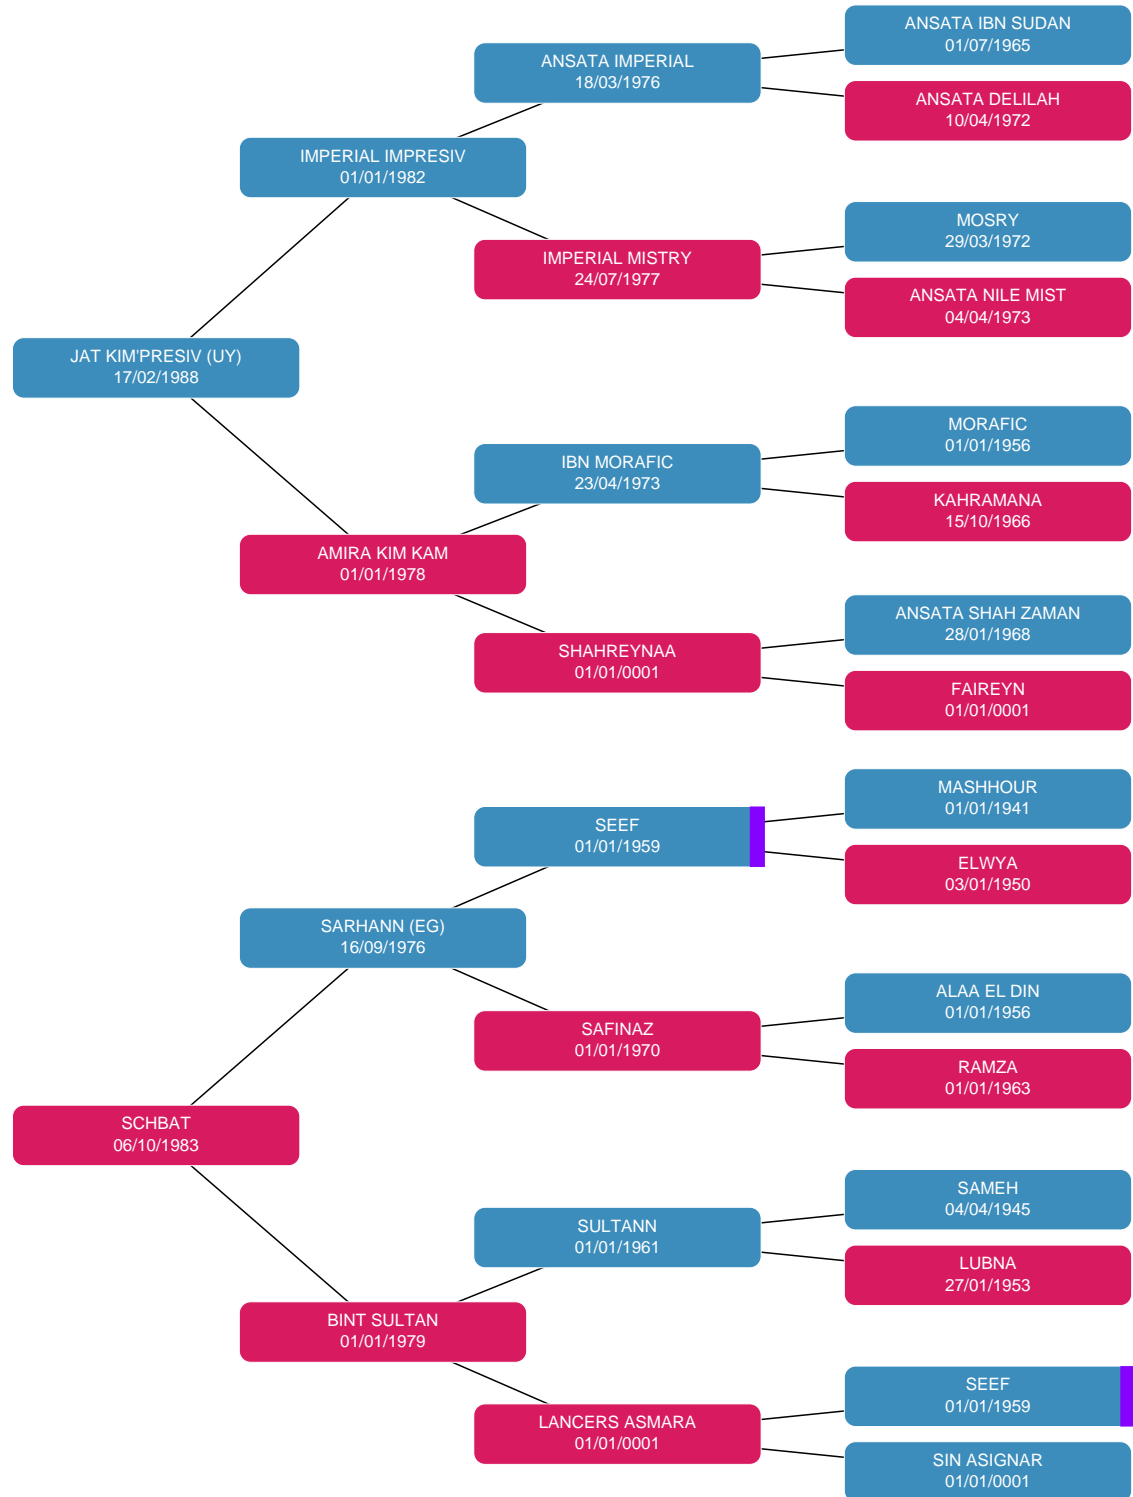 ANSATA IBN SUDAN
01/07/1965
ANSATA IMPERIAL
18/03/1976
ANSATA DELILAH
10/04/1972
IMPERIAL IMPRESIV
01/01/1982
MOSRY
29/03/1972
IMPERIAL MISTRY
24/07/1977
ANSATA NILE MIST
04/04/1973
JAT KIM'PRESIV (UY)
17/02/1988
MORAFIC
01/01/1956
IBN MORAFIC
23/04/1973
KAHRAMANA
15/10/1966
AMIRA KIM KAM
01/01/1978
ANSATA SHAH ZAMAN
28/01/1968
SHAHREYNAA
01/01/0001
FAIREYN
01/01/0001
MASHHOUR
01/01/1941
SEEF
01/01/1959
ELWYA
03/01/1950
SARHANN (EG)
16/09/1976
ALAA EL DIN
01/01/1956
SAFINAZ
01/01/1970
RAMZA
01/01/1963
SCHBAT
06/10/1983
SAMEH
04/04/1945
SULTANN
01/01/1961
LUBNA
27/01/1953
BINT SULTAN
01/01/1979
SEEF
01/01/1959
LANCERS ASMARA
01/01/0001
SIN ASIGNAR
01/01/0001